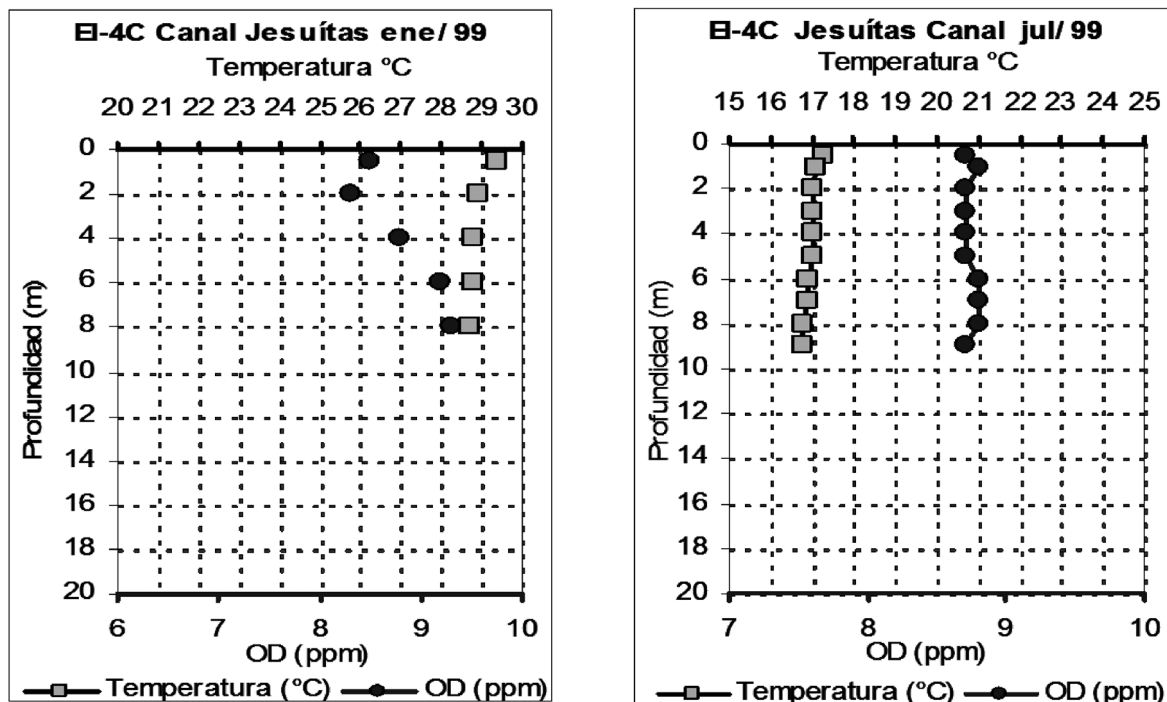 El-4C Canal Jesuítas ene/ 99
Temperatura °C
20 21 22 23 24 25 26 27 28 29 30
0
2
4
6
8
10
12
14
16
18
20
Profundidad (m)
6 7 8 9 10
OD (ppm)
Temperatura (°C) OD (ppm)
El-4C Jesuítas Canal jul/ 99
Temperatura °C
15 16 17 18 19 20 21 22 23 24 25
0
2
4
6
8
10
12
14
16
18
20
Profundidad (m)
7 8 9 10
OD (ppm)
Temperatura (°C) OD (ppm)